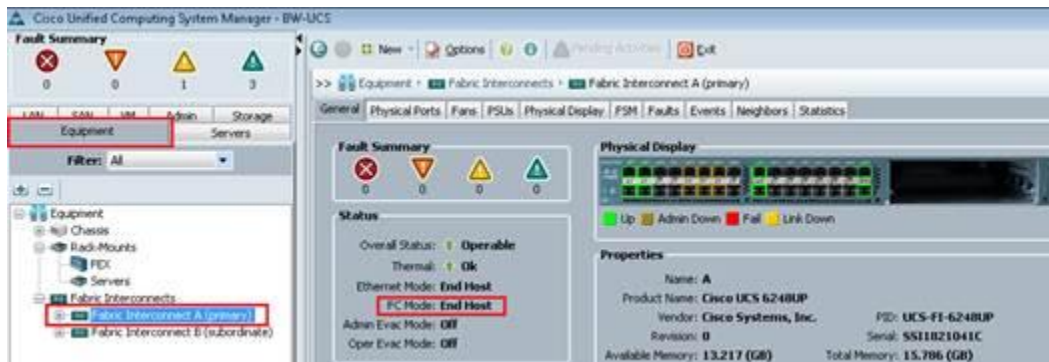 Cisco Unified Computing System Manager - BW-UCS
Fault Summary
0 0 1 3
New Options Pending Activities Exit
>> Equipment Fabric Interconnects Fabric Interconnect A (primary)
LAN SAN VM Admin Storage
Equipment Servers
Filter: All
Equipment
Chassis
Rack-Mounts
FEX
Servers
Fabric Interconnects
Fabric Interconnect A (primary)
Fabric Interconnect B (subordinate)
General Physical Ports Fans PSUs Physical Display FSM Faults Events Neighbors Statistics
Fault Summary
0 0 0 0
Status
Overall Status: Operable
Thermal: Ok
Ethernet Mode: End Host
FC Mode: End Host
Admin Evac Mode: Off
Oper Evac Mode: Off
Physical Display
Up Admin Down Fail Link Down
Properties
Name: A
Product Name: Cisco UCS 6248UP
Vendor: Cisco Systems, Inc. PID: UCS-FI-6248UP
Revision: 0 Serial: SSI1821041C
Available Memory: 13.217 (GB) Total Memory: 15.786 (GB)